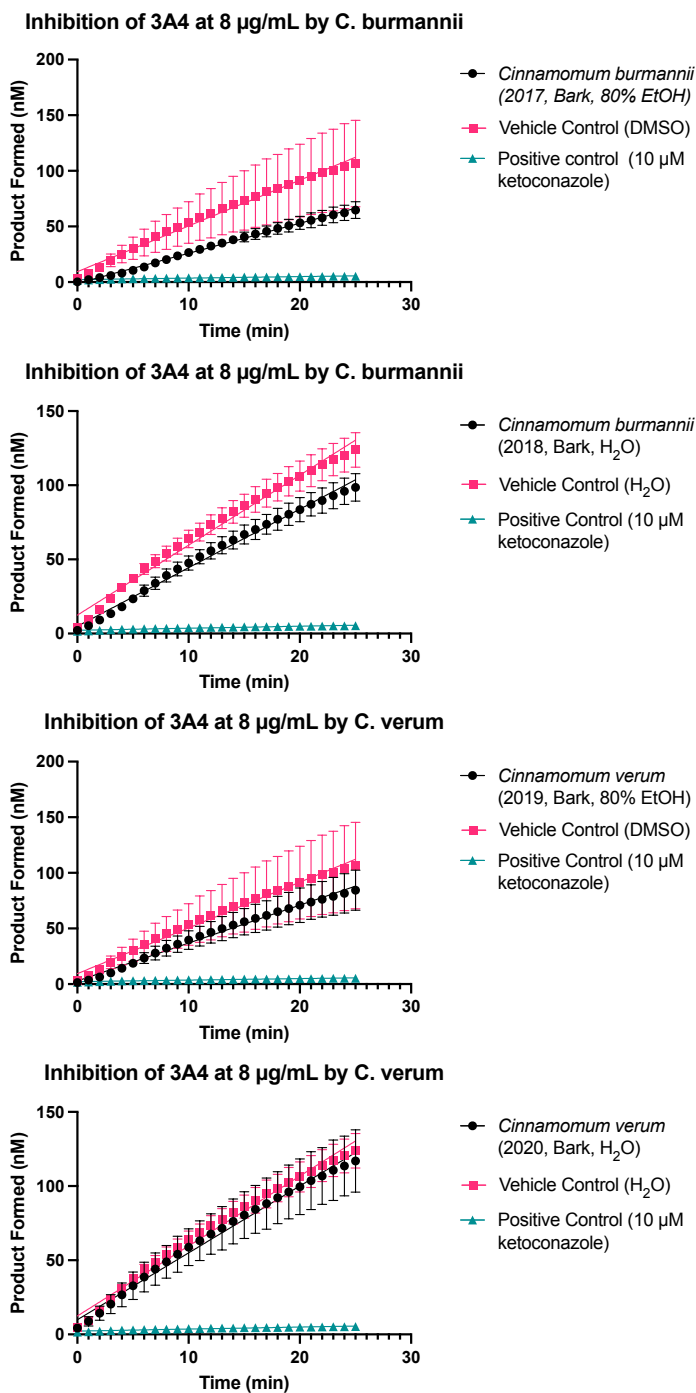 Inhibition of 3A4 at 8 µg/mL by C. burmannii
Product Formed (nM)
200
150
100
50
0
0
10
20
30
Time (min)
Cinnamomum burmannii
(2017, Bark, 80% EtOH)
Vehicle Control (DMSO)
Positive control (10 µM
ketoconazole)
Inhibition of 3A4 at 8 µg/mL by C. burmannii
Product Formed (nM)
150
100
50
0
0
10
20
30
Time (min)
Cinnamomum burmannii
(2018, Bark, H₂O)
Vehicle Control (H₂O)
Positive Control (10 µM
ketoconazole)
Inhibition of 3A4 at 8 µg/mL by C. verum
Product Formed (nM)
200
150
100
50
0
0
10
20
30
Time (min)
Cinnamomum verum
(2019, Bark, 80% EtOH)
Vehicle Control (DMSO)
Positive Control (10 µM
ketoconazole)
Inhibition of 3A4 at 8 µg/mL by C. verum
Product Formed (nM)
150
100
50
0
0
10
20
30
Time (min)
Cinnamomum verum
(2020, Bark, H₂O)
Vehicle Control (H₂O)
Positive Control (10 µM
ketoconazole)